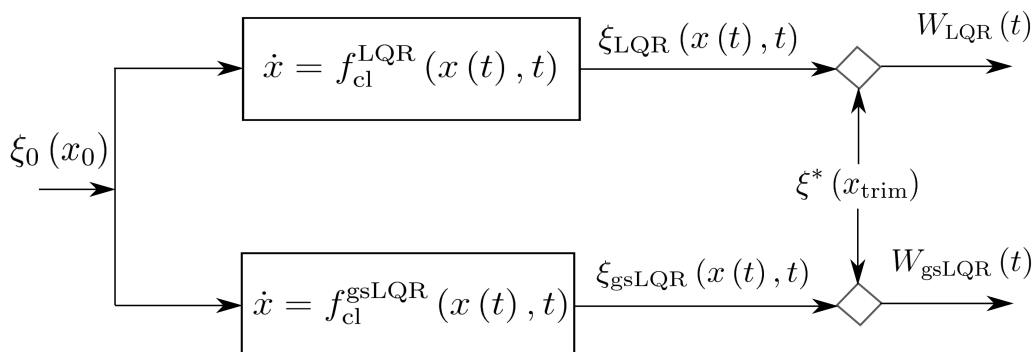 ẋ = f_cl^LQR (x (t) , t)
ξ_LQR (x (t) , t)
W_LQR (t)
ξ_0 (x_0)
ξ* (x_trim)
ẋ = f_cl^gsLQR (x (t) , t)
ξ_gsLQR (x (t) , t)
W_gsLQR (t)